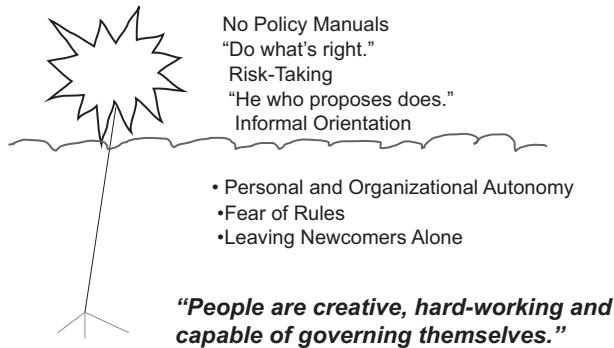 No Policy Manuals
“Do what’s right.”
Risk-Taking
“He who proposes does.”
Informal Orientation
• Personal and Organizational Autonomy
•Fear of Rules
•Leaving Newcomers Alone
“People are creative, hard-working and
capable of governing themselves.”